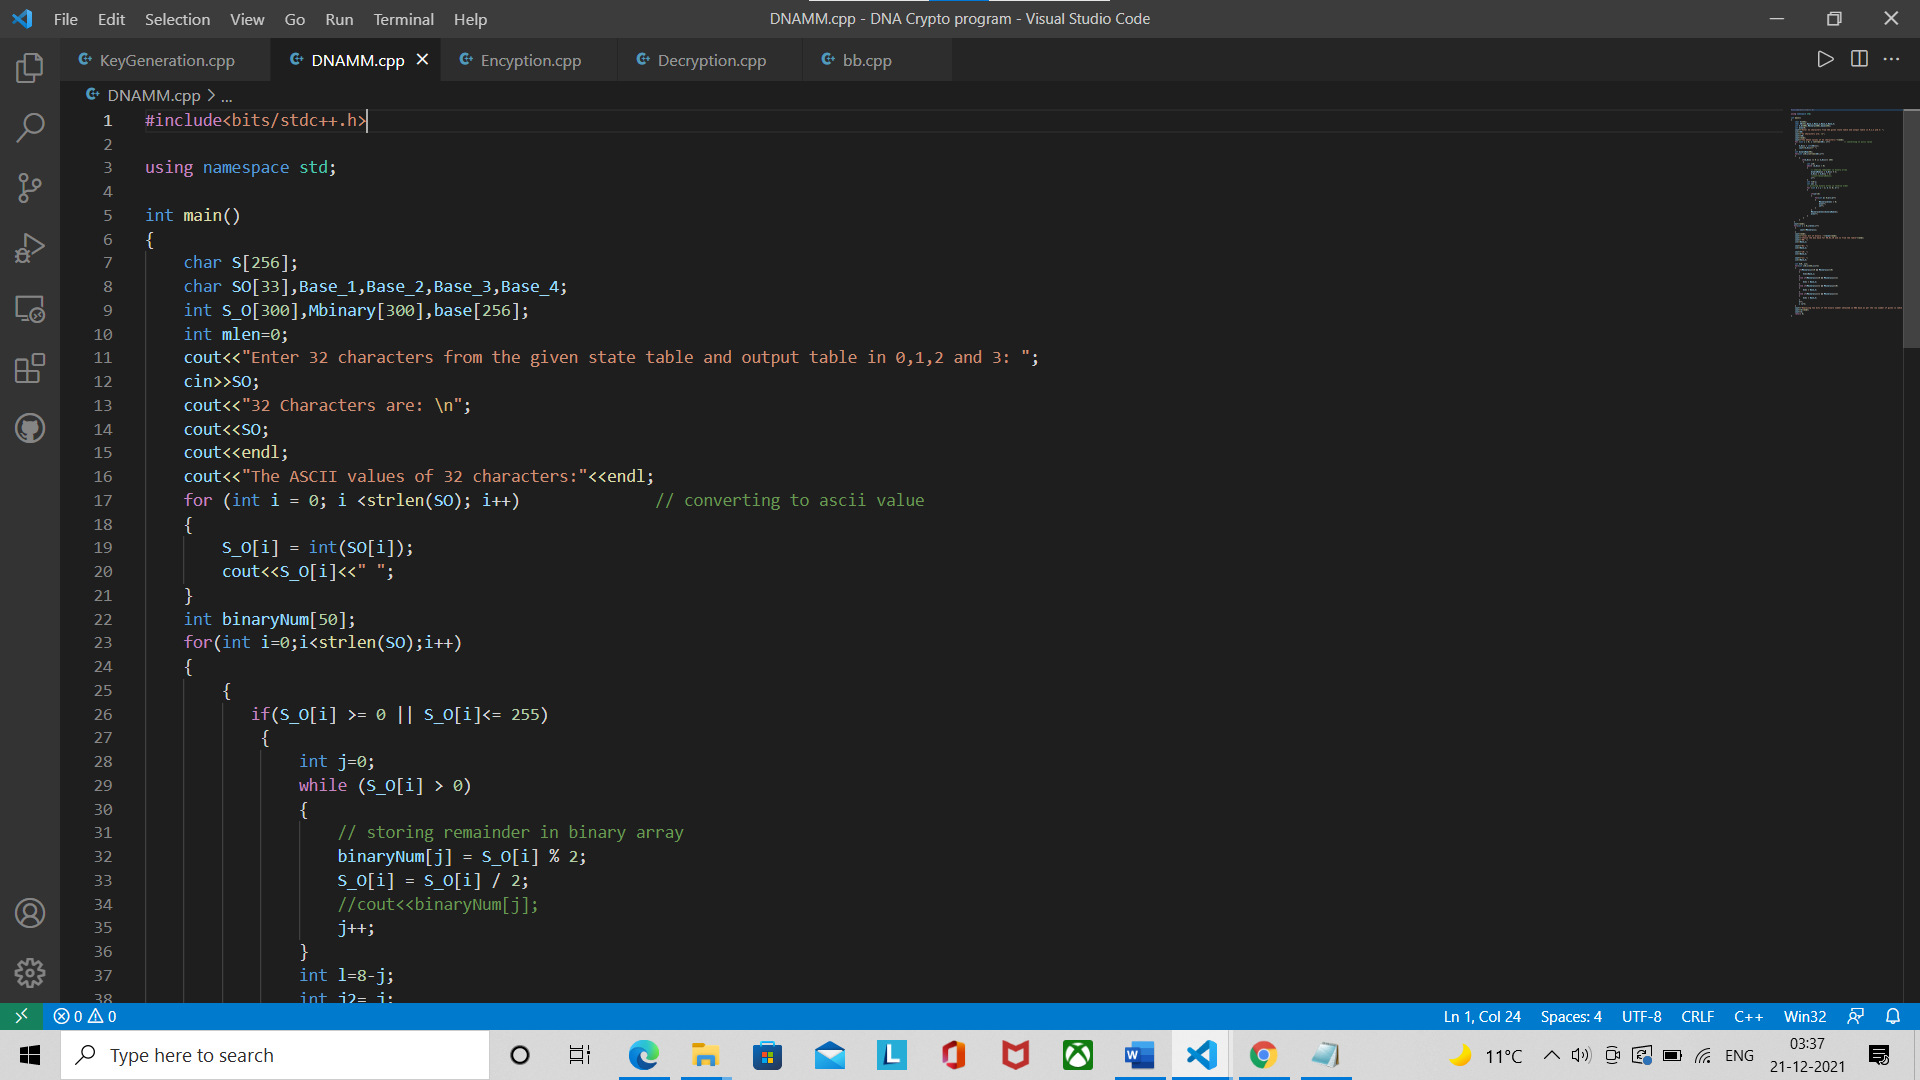 File Edit Selection View Go Run Terminal Help DNAMM.cpp - DNA Crypto program - Visual Studio Code
KeyGeneration.cpp DNAMM.cpp Encyption.cpp Decryption.cpp bb.cpp
DNAMM.cpp > ...
1 #include<bits/stdc++.h>
2
3 using namespace std;
4
5 int main()
6 {
7 char S[256];
8 char SO[33],Base_1,Base_2,Base_3,Base_4;
9 int S_O[300],Mbinary[300],base[256];
10 int mlen=0;
11 cout<<"Enter 32 characters from the given state table and output table in 0,1,2 and 3: ";
12 cin>>SO;
13 cout<<"32 Characters are: \n";
14 cout<<SO;
15 cout<<endl;
16 cout<<"The ASCII values of 32 characters:"<<endl;
17 for (int i = 0; i <strlen(SO); i++) // converting to ascii value
18 {
19 S_O[i] = int(SO[i]);
20 cout<<S_O[i]<<" ";
21 }
22 int binaryNum[50];
23 for(int i=0;i<strlen(SO);i++)
24 {
25 {
26 if(S_O[i] >= 0 || S_O[i]<= 255)
27 {
28 int j=0;
29 while (S_O[i] > 0)
30 {
31 // storing remainder in binary array
32 binaryNum[j] = S_O[i] % 2;
33 S_O[i] = S_O[i] / 2;
34 //cout<<binaryNum[j];
35 j++;
36 }
37 int l=8-j;
38 int j2= j;
0 0 Ln 1, Col 24 Spaces: 4 UTF-8 CRLF C++ Win32
Type here to search 11°C ENG 03:37
21-12-2021